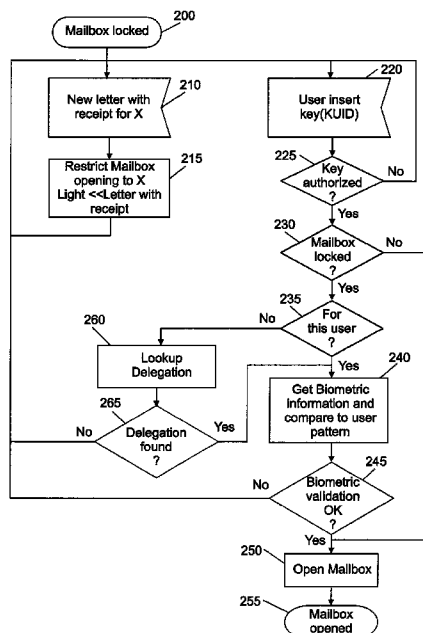 Mailbox locked
200
New letter with
receipt for X
210
User insert
key(KUID)
220
Restrict Mailbox
opening to X
Light <<Letter with
receipt
215
225
Key
authorized
?
No
Yes
230
Mailbox
locked
?
No
Yes
235
For
this user
?
No
Yes
260
Lookup
Delegation
240
Get Biometric
Information and
compare to user
pattern
265
Delegation
found
?
No
Yes
245
Biometric
validation
OK
?
No
Yes
250
Open Mailbox
255
Mailbox
opened